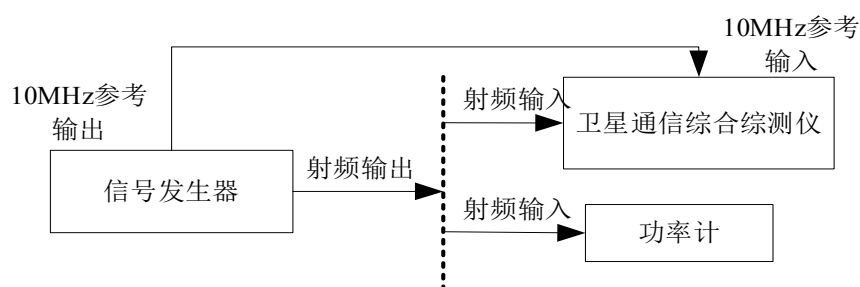 10MHz参考
输入
10MHz参考
输出
射频输入
卫星通信综合综测仪
信号发生器
射频输出
射频输入
功率计